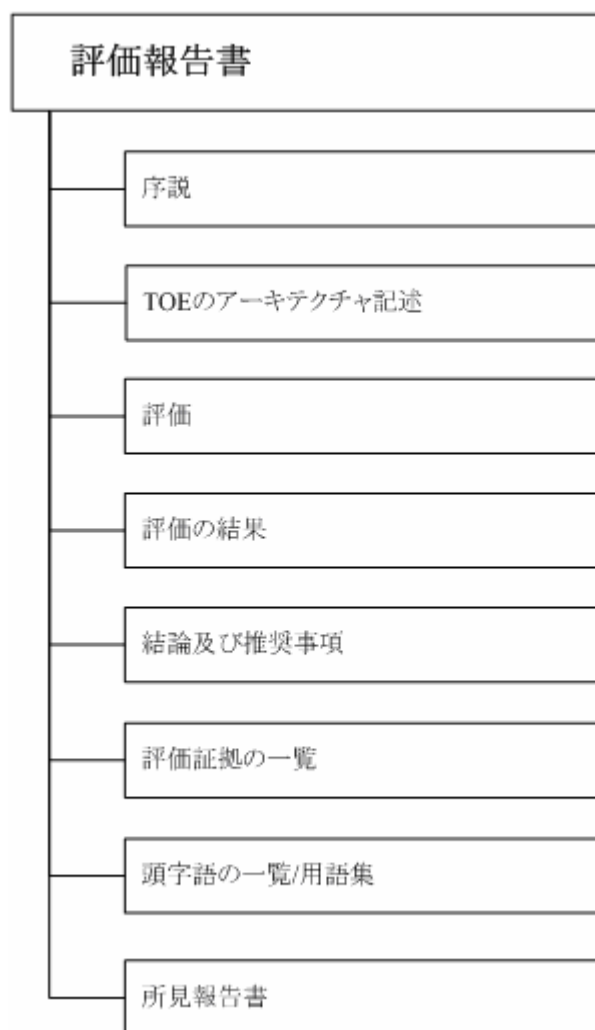 評価報告書
序説
TOEのアーキテクチャ記述
評価
評価の結果
結論及び推奨事項
評価証拠の一覧
頭字語の一覧/用語集
所見報告書